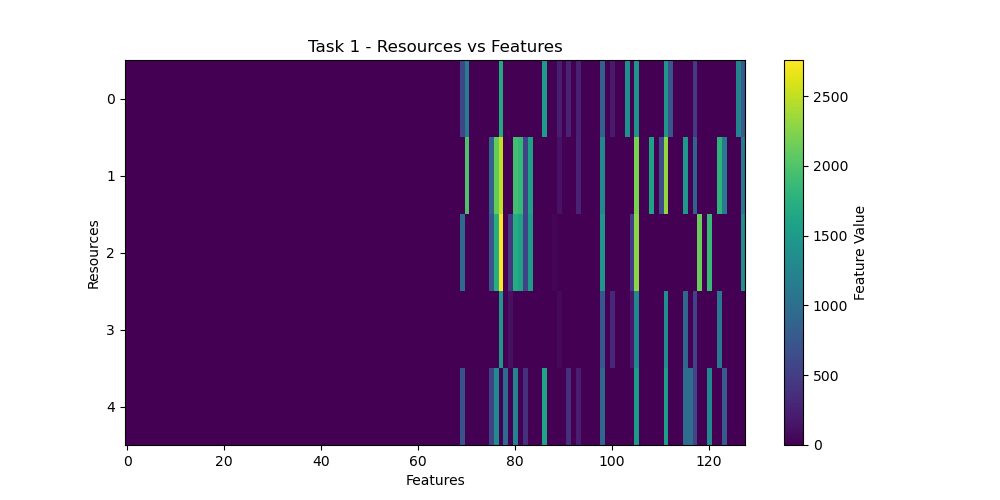 Task 1 - Resources vs Features
Resources
0
1
2
3
4
0 20 40 60 80 100 120
Features
2500
2000
1500
1000
500
0
Feature Value